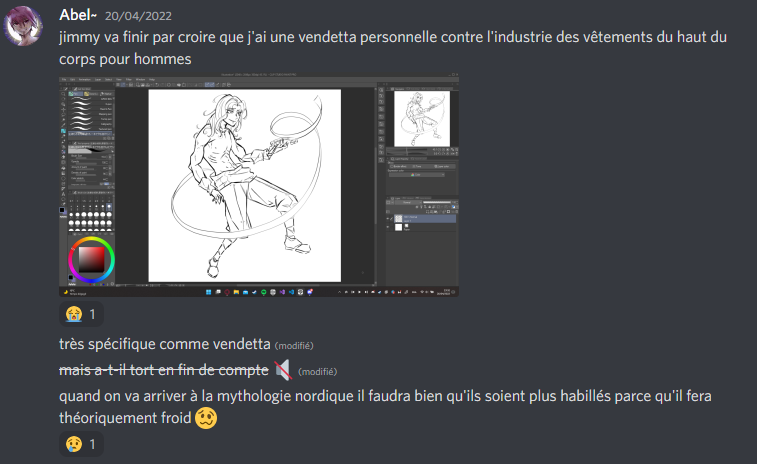 Abel~ 20/04/2022
jimmy va finir par croire que j'ai une vendetta personnelle contre l'industrie des vêtements du haut du
corps pour hommes
1
très spécifique comme vendetta (modifié)
mais a-t-il tort en fin de compte (modifié)
quand on va arriver à la mythologie nordique il faudra bien qu'ils soient plus habillés parce qu'il fera
théoriquement froid
1